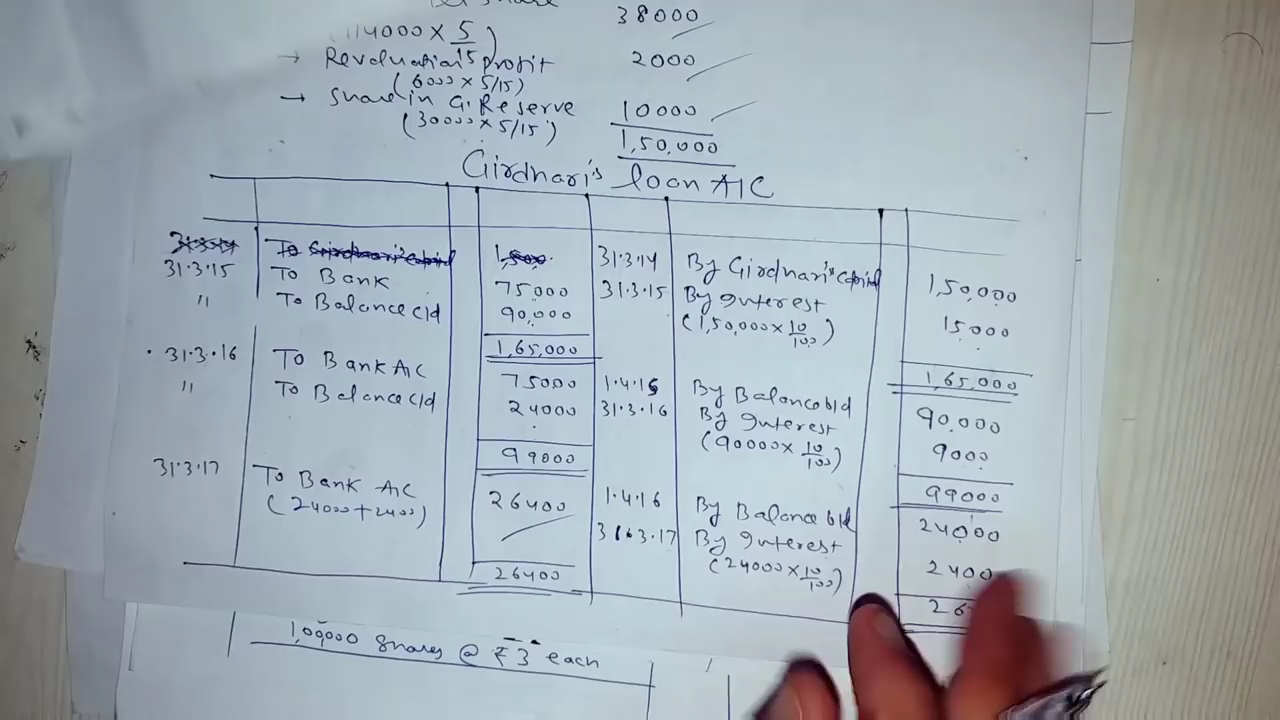 38000
(114000 × 5/15)
→ Revaluation's profit 2000
(6000 × 5/15)
→ Share in G. Reserve 10000
(30000 × 5/15)
1,50,000
Girdhari's loan A/C
31.3.14 By Girdhari's Capital 1,50,000
31.3.15 To Bank 75000 31.3.15 By Interest 15000
" To Balance c/d 90,000 (1,50,000 × 10/100)
1,65,000 1,65,000
31.3.16 To Bank A/C 75000 1.4.15 By Balance b/d 90,000
" To Balance c/d 24000 31.3.16 By Interest 9000
(90000 × 10/100)
99000 99000
31.3.17 To Bank A/C 26400 1.4.16 By Balance b/d 24000
(24000 + 2400) 31.3.17 By Interest 2400
(24000 × 10/100)
26400
1,00000 Shares @ ₹3 each